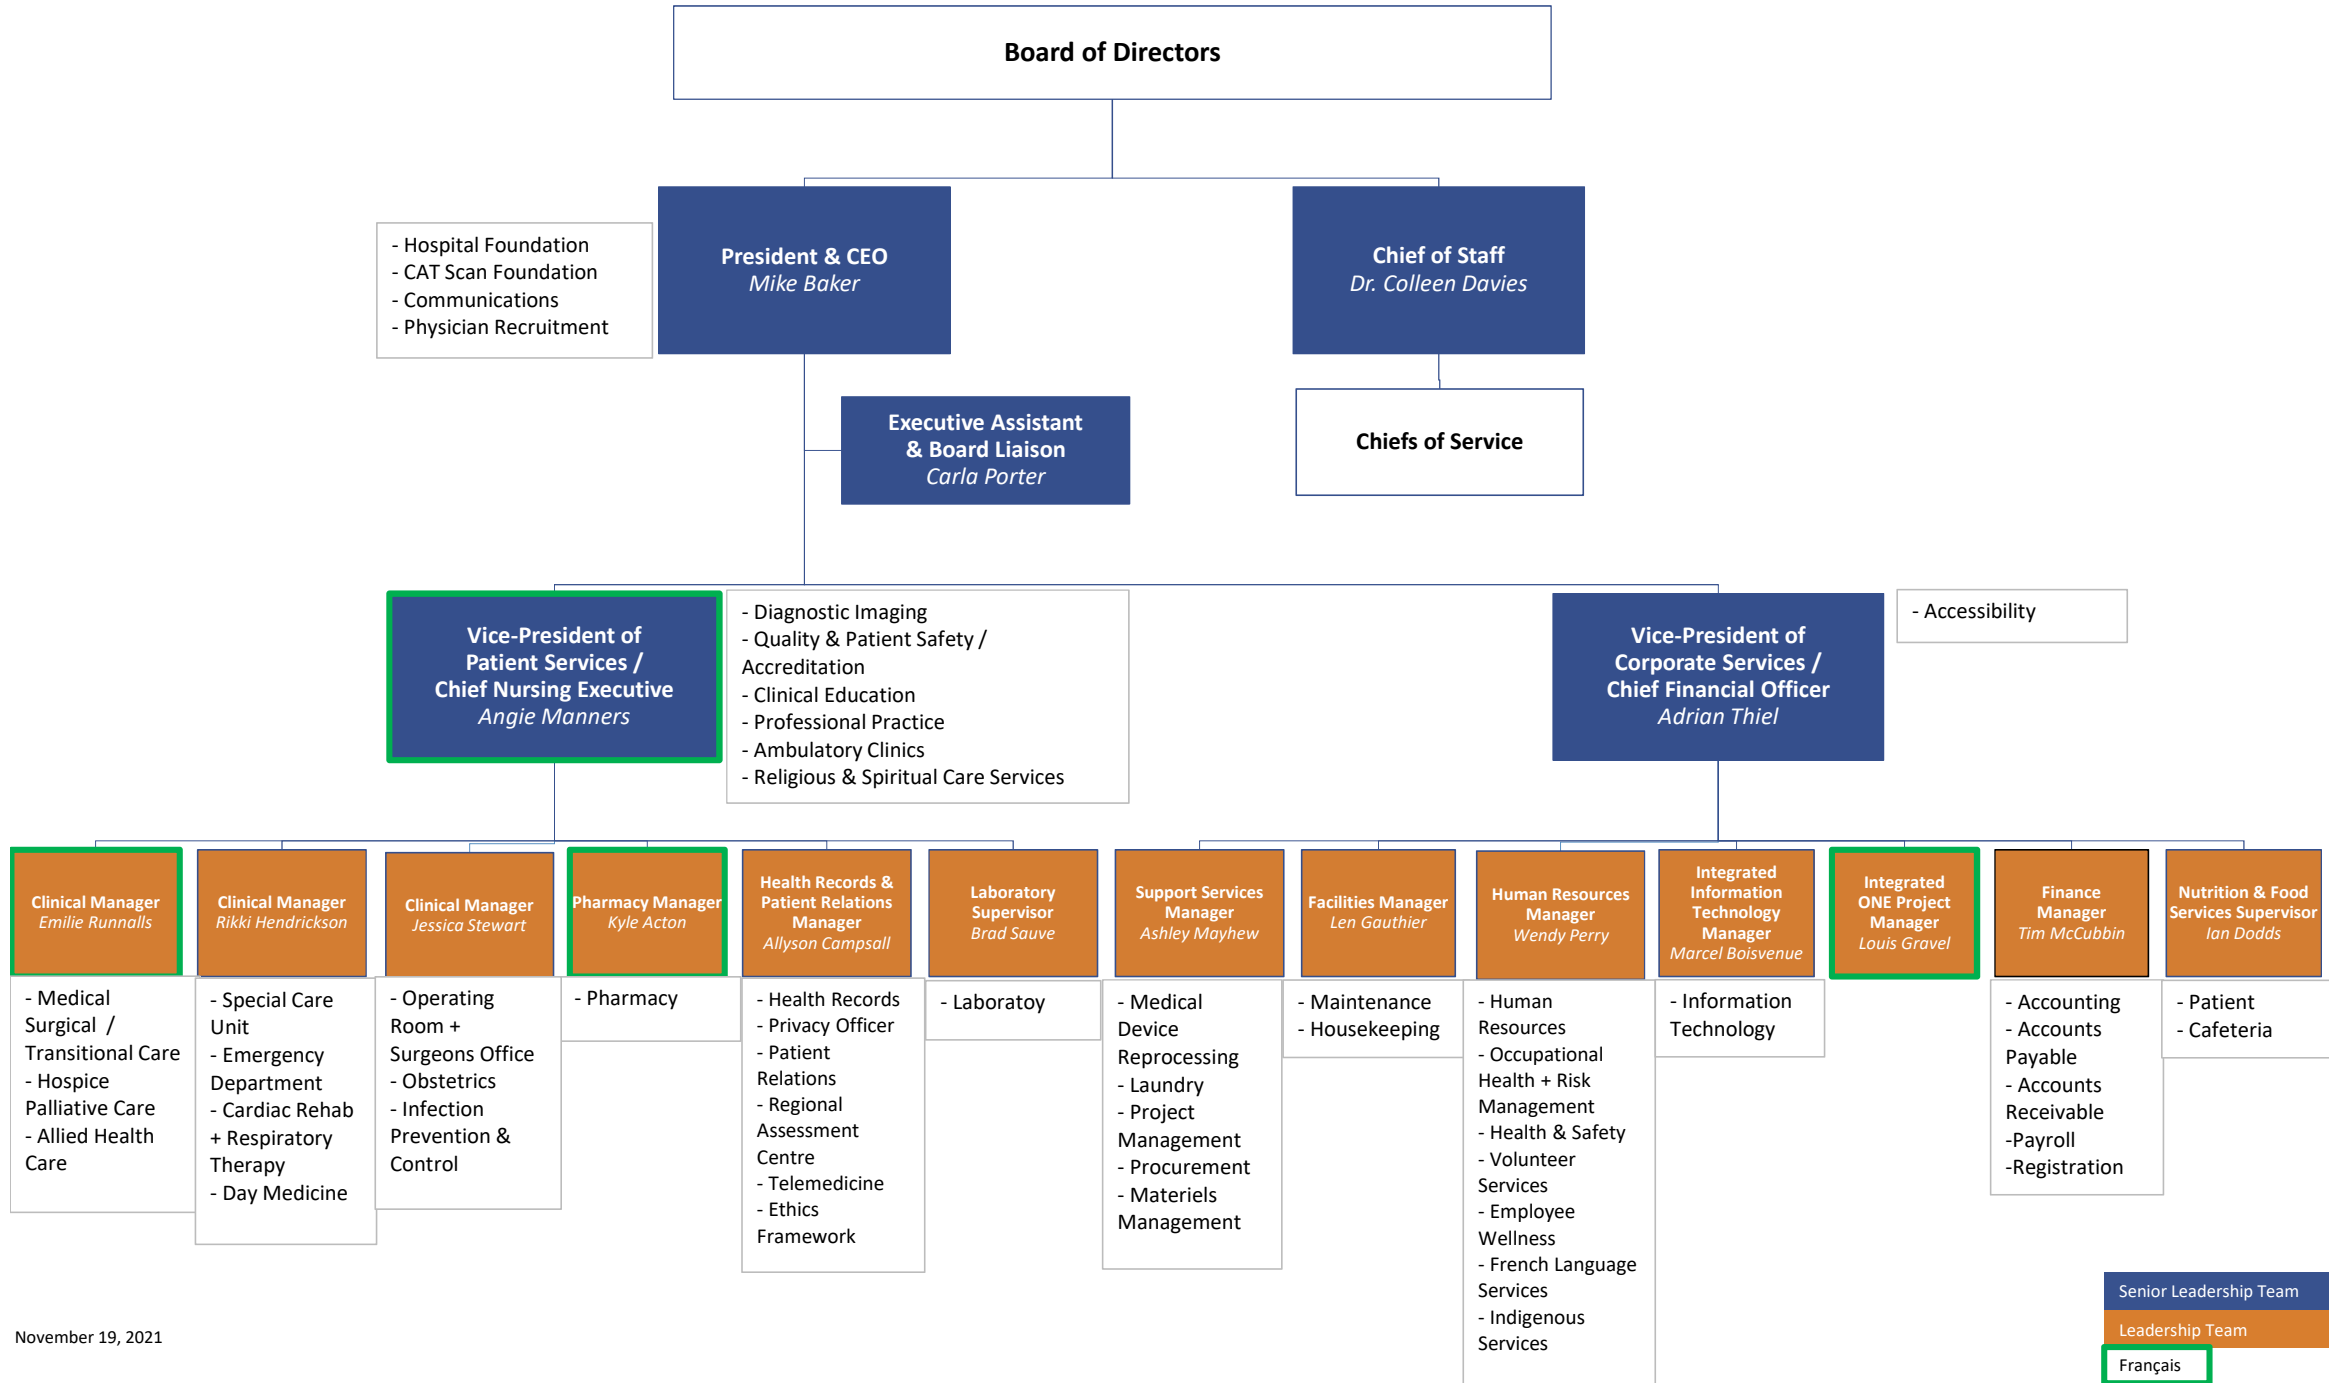 Board of Directors
- Hospital Foundation
- CAT Scan Foundation
- Communications
- Physician Recruitment
President & CEO
Mike Baker
Chief of Staff
Dr. Colleen Davies
Executive Assistant
& Board Liaison
Carla Porter
Chiefs of Service
Vice-President of
Patient Services /
Chief Nursing Executive
Angie Manners
- Diagnostic Imaging
- Quality & Patient Safety /
Accreditation
- Clinical Education
- Professional Practice
- Ambulatory Clinics
- Religious & Spiritual Care Services
Vice-President of
Corporate Services /
Chief Financial Officer
Adrian Thiel
- Accessibility
Clinical Manager
Emilie Runnalls
- Medical
Surgical /
Transitional Care
- Hospice
Palliative Care
- Allied Health
Care
Clinical Manager
Rikki Hendrickson
- Special Care
Unit
- Emergency
Department
- Cardiac Rehab
+ Respiratory
Therapy
- Day Medicine
Clinical Manager
Jessica Stewart
- Operating
Room +
Surgeons Office
- Obstetrics
- Infection
Prevention &
Control
Pharmacy Manager
Kyle Acton
- Pharmacy
Health Records &
Patient Relations
Manager
Allyson Campsall
- Health Records
- Privacy Officer
- Patient
Relations
- Regional
Assessment
Centre
- Telemedicine
- Ethics
Framework
Laboratory
Supervisor
Brad Sauve
- Laboratoy
Support Services
Manager
Ashley Mayhew
- Medical
Device
Reprocessing
- Laundry
- Project
Management
- Procurement
- Materiels
Management
Facilities Manager
Len Gauthier
- Maintenance
- Housekeeping
Human Resources
Manager
Wendy Perry
- Human
Resources
- Occupational
Health + Risk
Management
- Health & Safety
- Volunteer
Services
- Employee
Wellness
- French Language
Services
- Indigenous
Services
Integrated
Information
Technology
Manager
Marcel Boisvenue
- Information
Technology
Integrated
ONE Project
Manager
Louis Gravel
Finance
Manager
Tim McCubbin
- Accounting
- Accounts
Payable
- Accounts
Receivable
-Payroll
-Registration
Nutrition & Food
Services Supervisor
Ian Dodds
- Patient
- Cafeteria
November 19, 2021
Senior Leadership Team
Leadership Team
Français